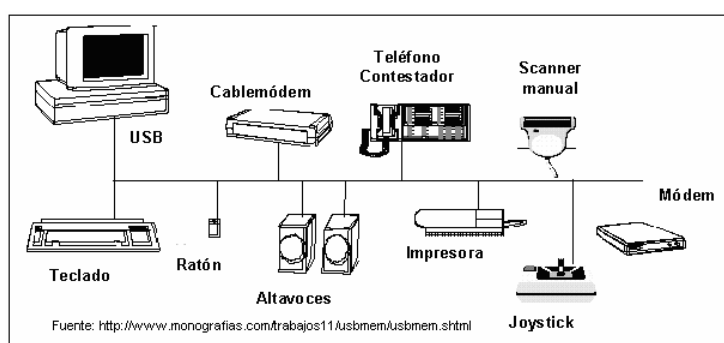 Teléfono
Contestador
Scanner
manual
Cablemódem
USB
Módem
Teclado
Ratón
Altavoces
Impresora
Joystick
Fuente: http://www.monografias.com/trabajos11/usbmem/usbmem.shtml